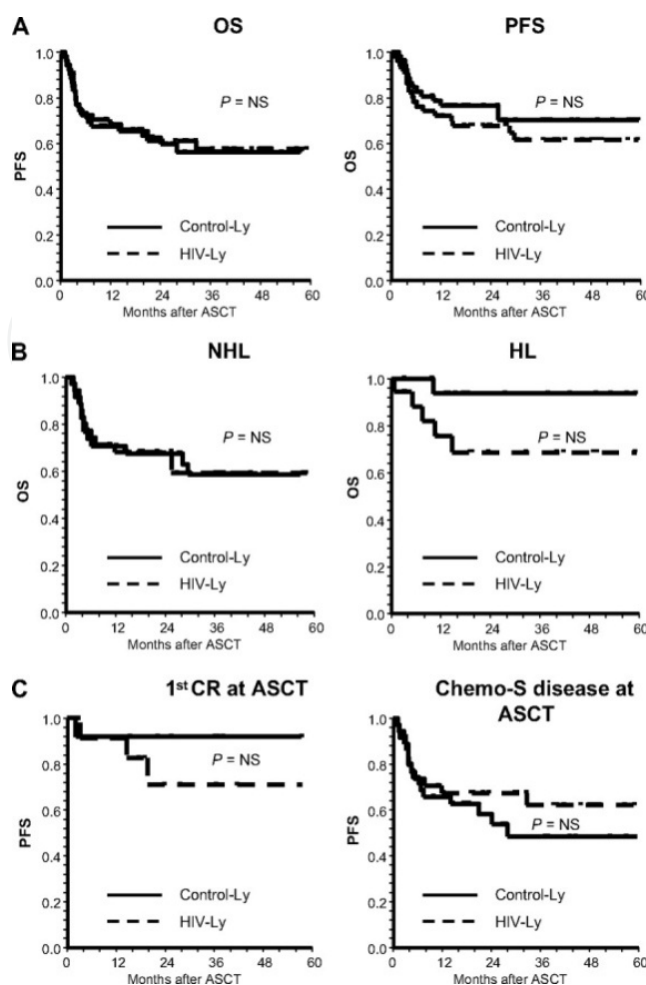 A
OS
PFS
1.0
0.8
0.6
0.4
0.2
0.0
PFS
P = NS
Control-Ly
HIV-Ly
0 12 24 36 48 60
Months after ASCT
1.0
0.8
0.6
0.4
0.2
0.0
OS
P = NS
Control-Ly
HIV-Ly
0 12 24 36 48 60
Months after ASCT
B
NHL
HL
1.0
0.8
0.6
0.4
0.2
0.0
OS
P = NS
Control-Ly
HIV-Ly
0 12 24 36 48 60
Months after ASCT
1.0
0.8
0.6
0.4
0.2
0.0
OS
P = NS
Control-Ly
HIV-Ly
0 12 24 36 48 60
Months after ASCT
C
1st CR at ASCT
Chemo-S disease at
ASCT
1.0
0.8
0.6
0.4
0.2
0.0
PFS
P = NS
Control-Ly
HIV-Ly
0 12 24 36 48 60
Months after ASCT
1.0
0.8
0.6
0.4
0.2
0.0
PFS
P = NS
Control-Ly
HIV-Ly
0 12 24 36 48 60
Months after ASCT